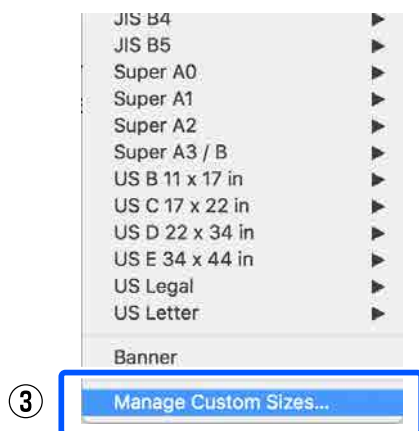 JIS B4
JIS B5
Super A0
Super A1
Super A2
Super A3 / B
US B 11 x 17 in
US C 17 x 22 in
US D 22 x 34 in
US E 34 x 44 in
US Legal
US Letter
Banner
③ Manage Custom Sizes...